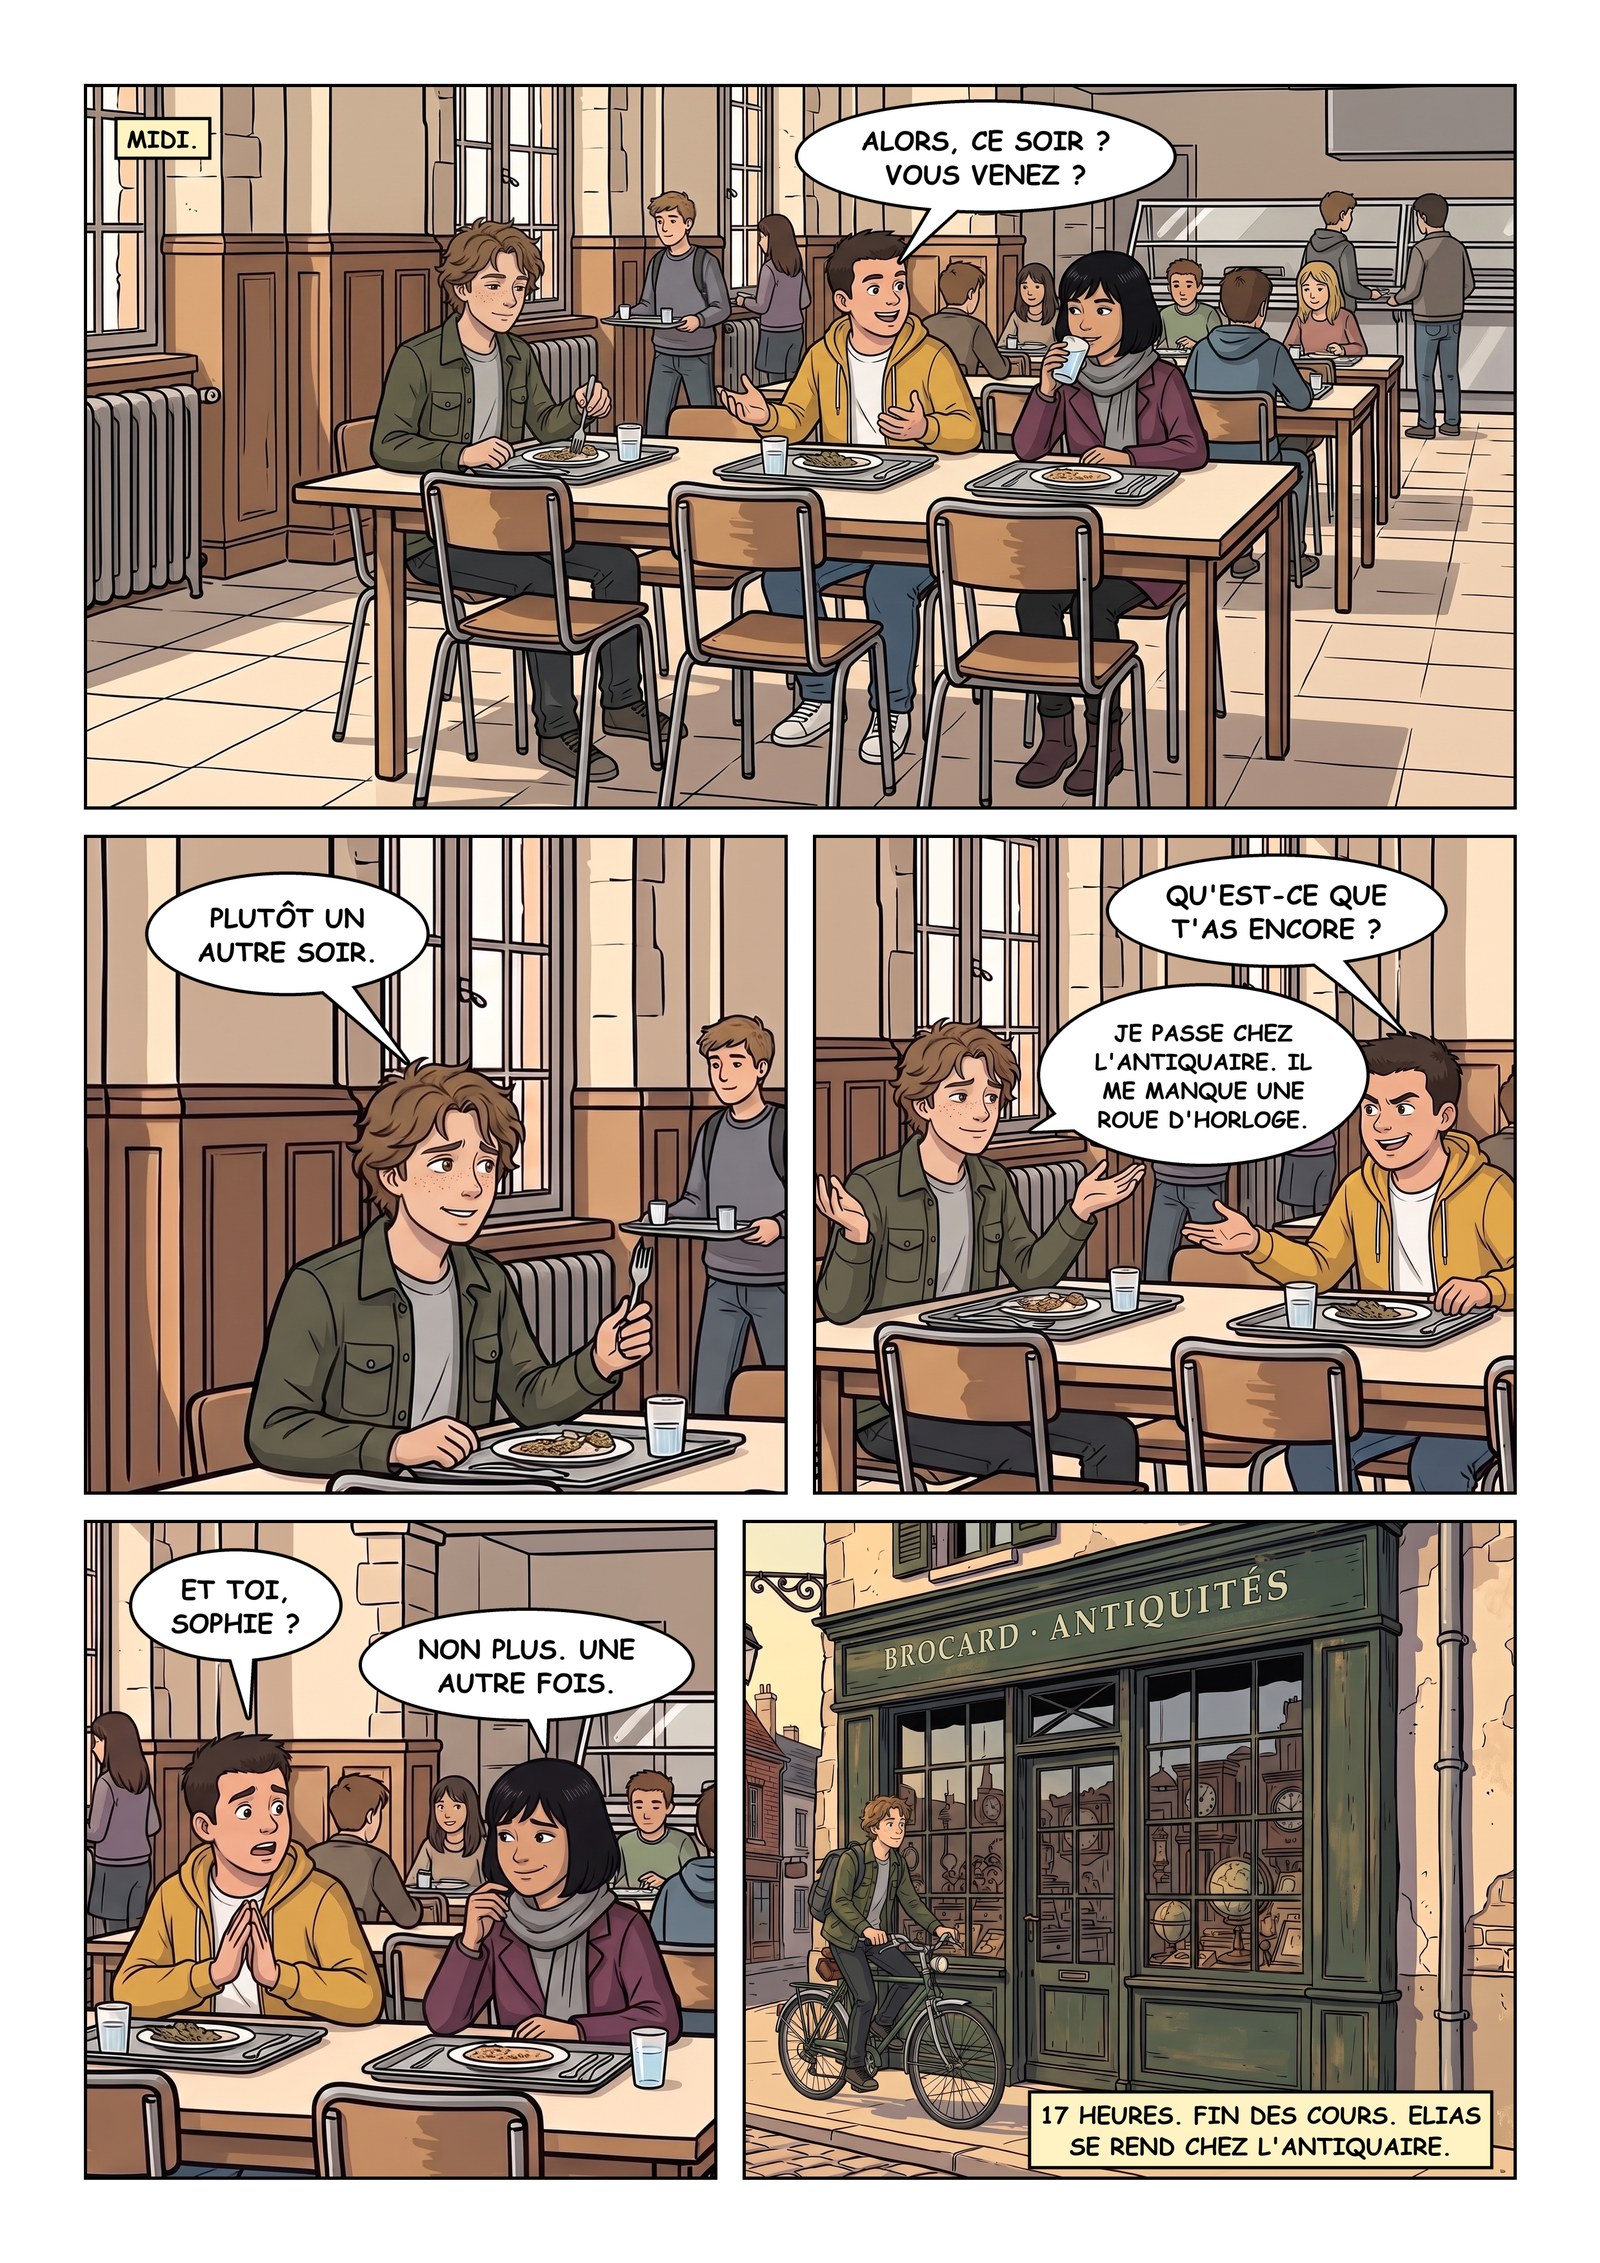 MIDI.
ALORS, CE SOIR ?
VOUS VENEZ ?
PLUTÔT UN
AUTRE SOIR.
QU'EST-CE QUE
T'AS ENCORE ?
JE PASSE CHEZ
L'ANTIQUAIRE. IL
ME MANQUE UNE
ROUE D'HORLOGE.
ET TOI,
SOPHIE ?
NON PLUS. UNE
AUTRE FOIS.
BROCARD · ANTIQUITÉS
17 HEURES. FIN DES COURS. ELIAS
SE REND CHEZ L'ANTIQUAIRE.